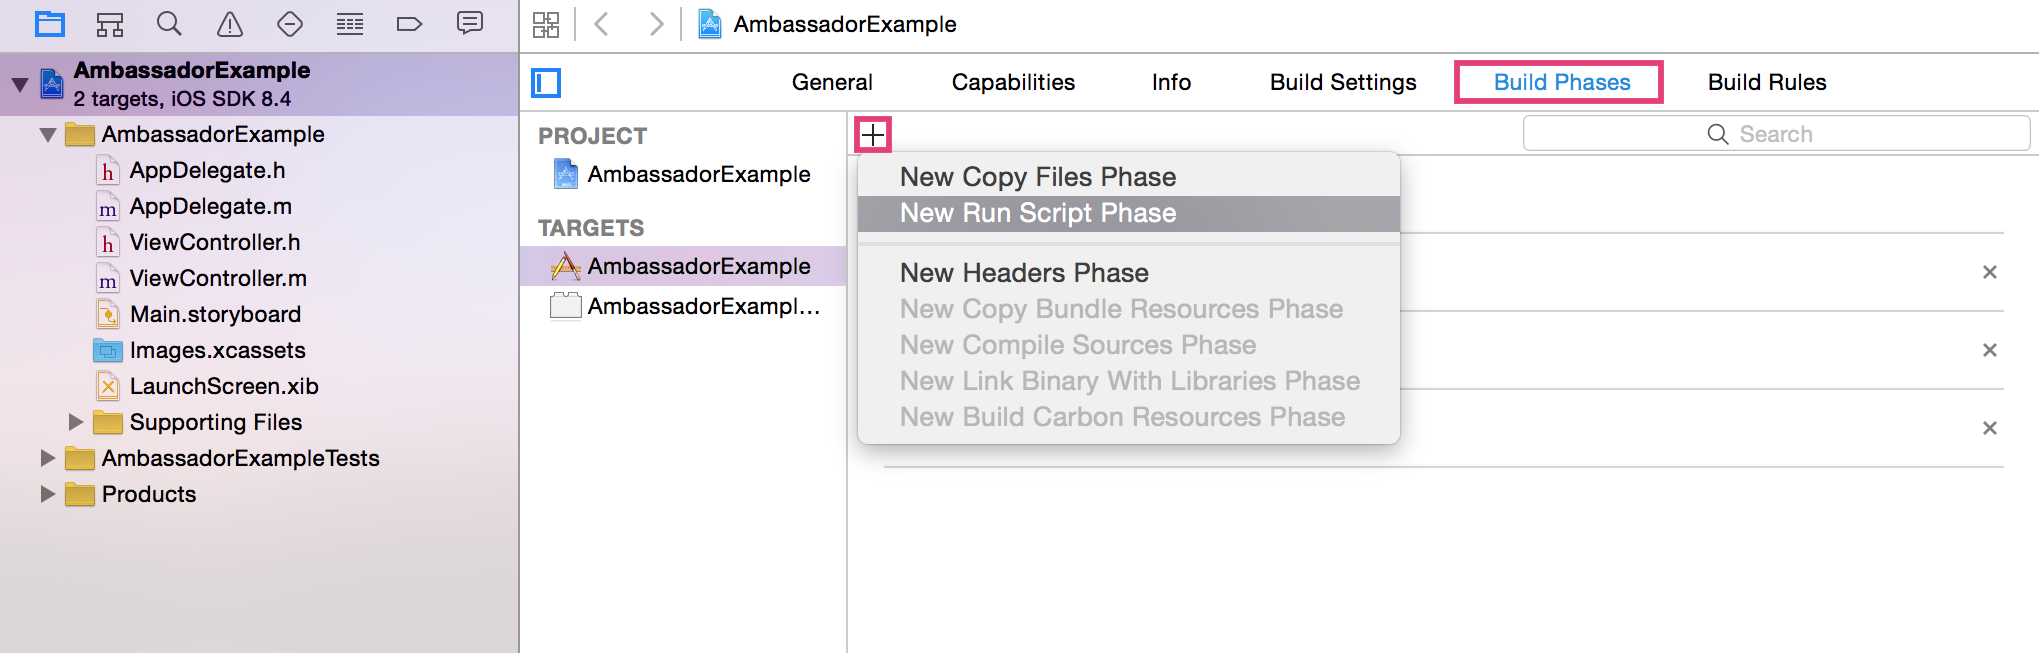 AmbassadorExample
2 targets, iOS SDK 8.4
AmbassadorExample
h AppDelegate.h
m AppDelegate.m
h ViewController.h
m ViewController.m
Main.storyboard
Images.xcassets
LaunchScreen.xib
Supporting Files
AmbassadorExampleTests
Products
AmbassadorExample
General Capabilities Info Build Settings Build Phases Build Rules
PROJECT
AmbassadorExample
TARGETS
AmbassadorExample
AmbassadorExampl...
Search
New Copy Files Phase
New Run Script Phase
New Headers Phase
New Copy Bundle Resources Phase
New Compile Sources Phase
New Link Binary With Libraries Phase
New Build Carbon Resources Phase